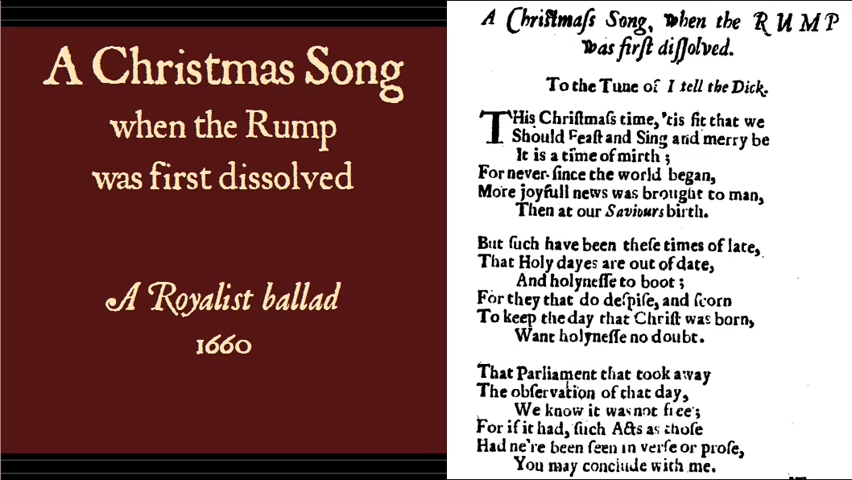 A Christmas Song
when the Rump
was first dissolved
A Royalist ballad
1660
A Chriſtmaſs Song, when the RUMP
was firſt diſſolved.
To the Tune of I tell the Dick.
THis Chriſtmaſs time, 'tis fit that we
Should Feaſt and Sing and merry be
It is a time of mirth;
For never ſince the world began,
More joyfull news was brought to man,
Then at our Saviours birth.
But ſuch have been theſe times of late,
That Holy dayes are out of date,
And holyneſſe to boot;
For they that do deſpiſe, and ſcorn
To keep the day that Chriſt was born,
Want holyneſſe no doubt.
That Parliament that took away
The obſervation of that day,
We know it was not free;
For if it had, ſuch Acts as thoſe
Had ne're been ſeen in verſe or proſe,
You may conclude with me.